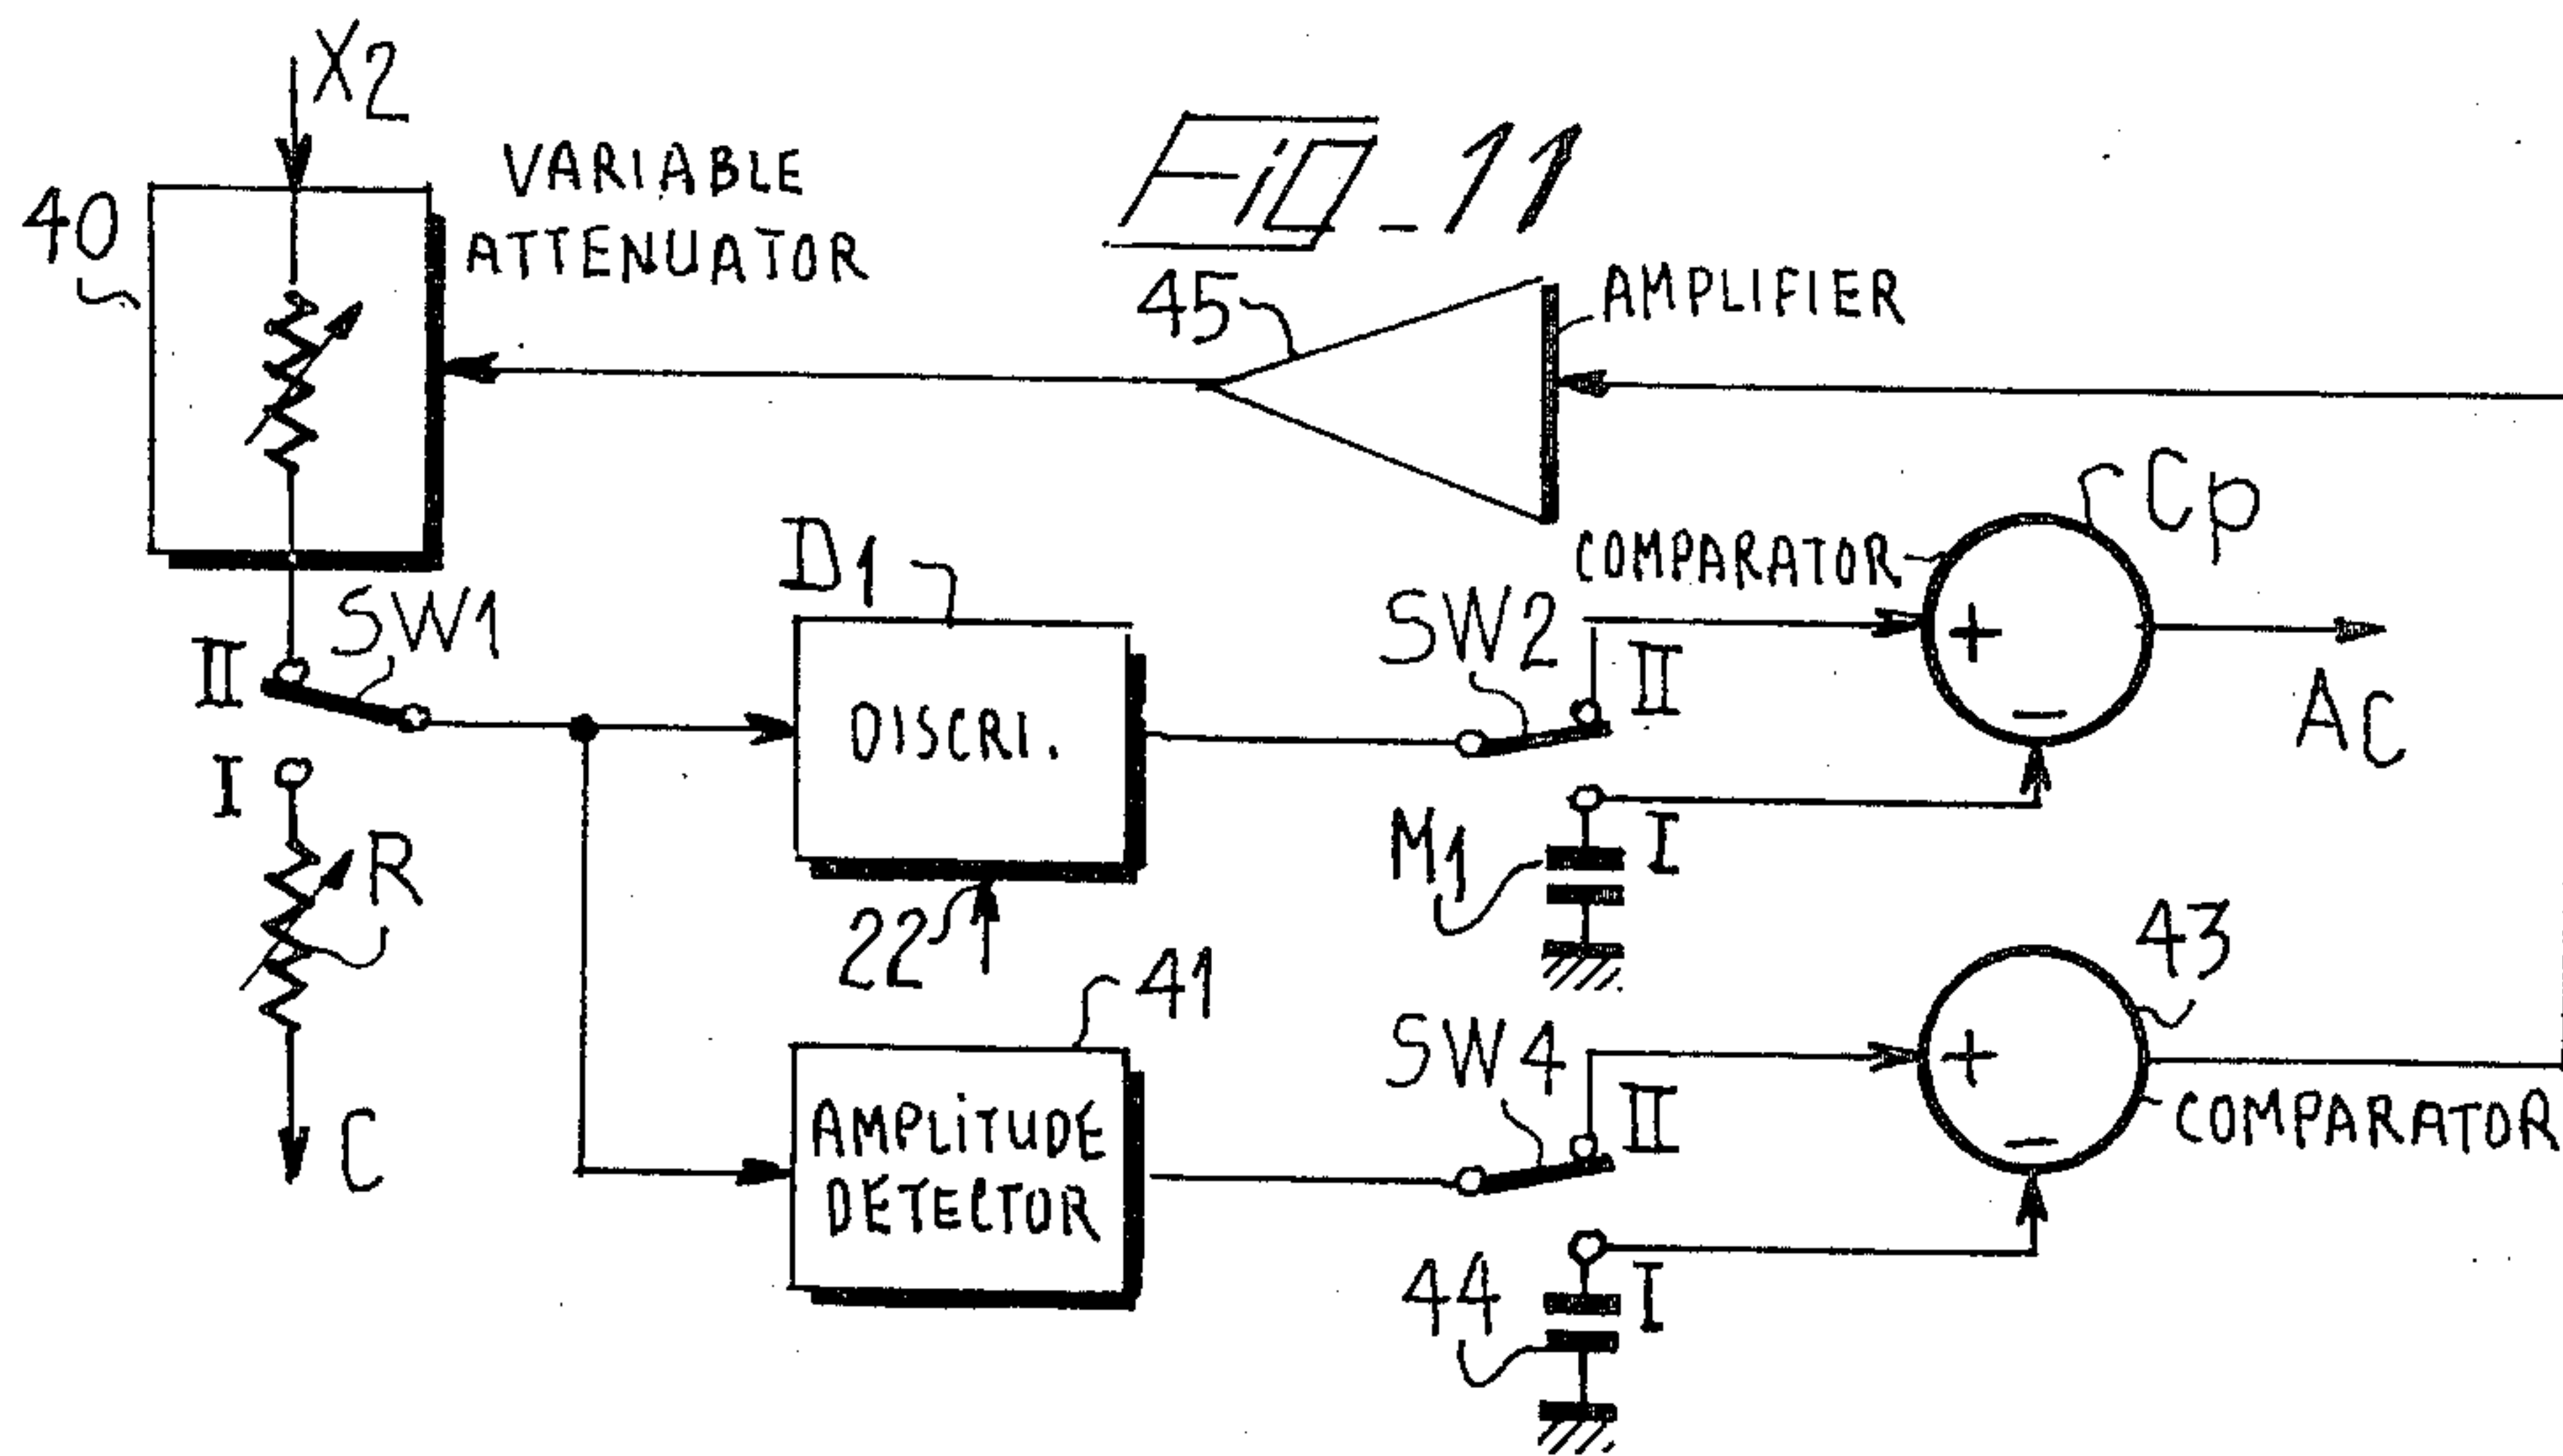 X2
Fig_11
40
VARIABLE
ATTENUATOR
45
AMPLIFIER
Cp
COMPARATOR
D1
SW1
II
SW2
II
+
−
AC
DISCRI.
I
R
M1
I
22
43
41
C
SW4
II
+
−
COMPARATOR
AMPLITUDE
DETECTOR
44
I